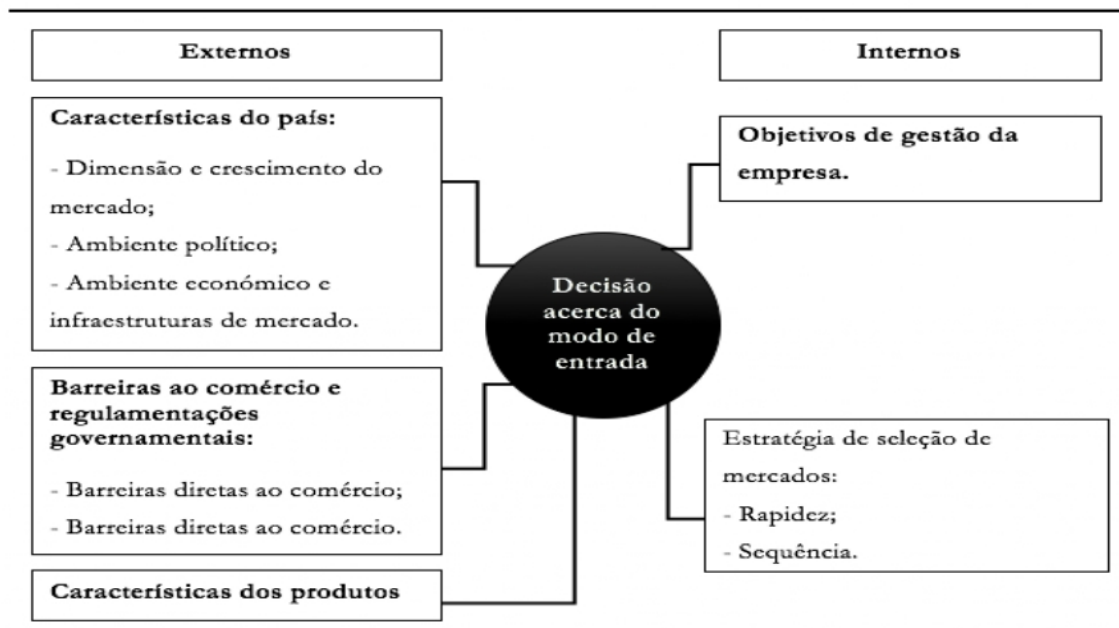 Externos
Características do país:
- Dimensão e crescimento do
mercado;
- Ambiente político;
- Ambiente económico e
infraestruturas de mercado.
Barreiras ao comércio e
regulamentações
governamentais:
- Barreiras diretas ao comércio;
- Barreiras diretas ao comércio.
Características dos produtos
Decisão
acerca do
modo de
entrada
Internos
Objetivos de gestão da
empresa.
Estratégia de seleção de
mercados:
- Rapidez;
- Sequência.